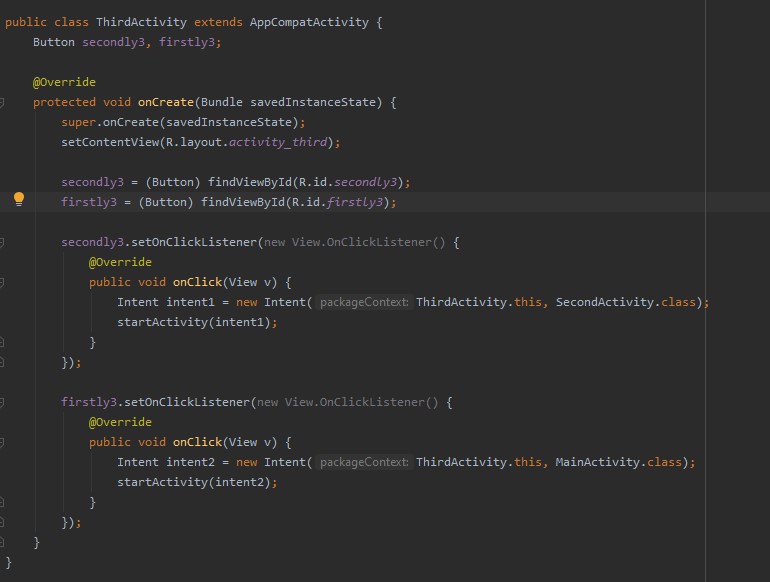 public class ThirdActivity extends AppCompatActivity {
Button secondly3, firstly3;
@Override
protected void onCreate(Bundle savedInstanceState) {
super.onCreate(savedInstanceState);
setContentView(R.layout.activity_third);
secondly3 = (Button) findViewById(R.id.secondly3);
firstly3 = (Button) findViewById(R.id.firstly3);
secondly3.setOnClickListener(new View.OnClickListener() {
@Override
public void onClick(View v) {
Intent intent1 = new Intent( packageContext: ThirdActivity.this, SecondActivity.class);
startActivity(intent1);
}
});
firstly3.setOnClickListener(new View.OnClickListener() {
@Override
public void onClick(View v) {
Intent intent2 = new Intent( packageContext: ThirdActivity.this, MainActivity.class);
startActivity(intent2);
}
});
}
}